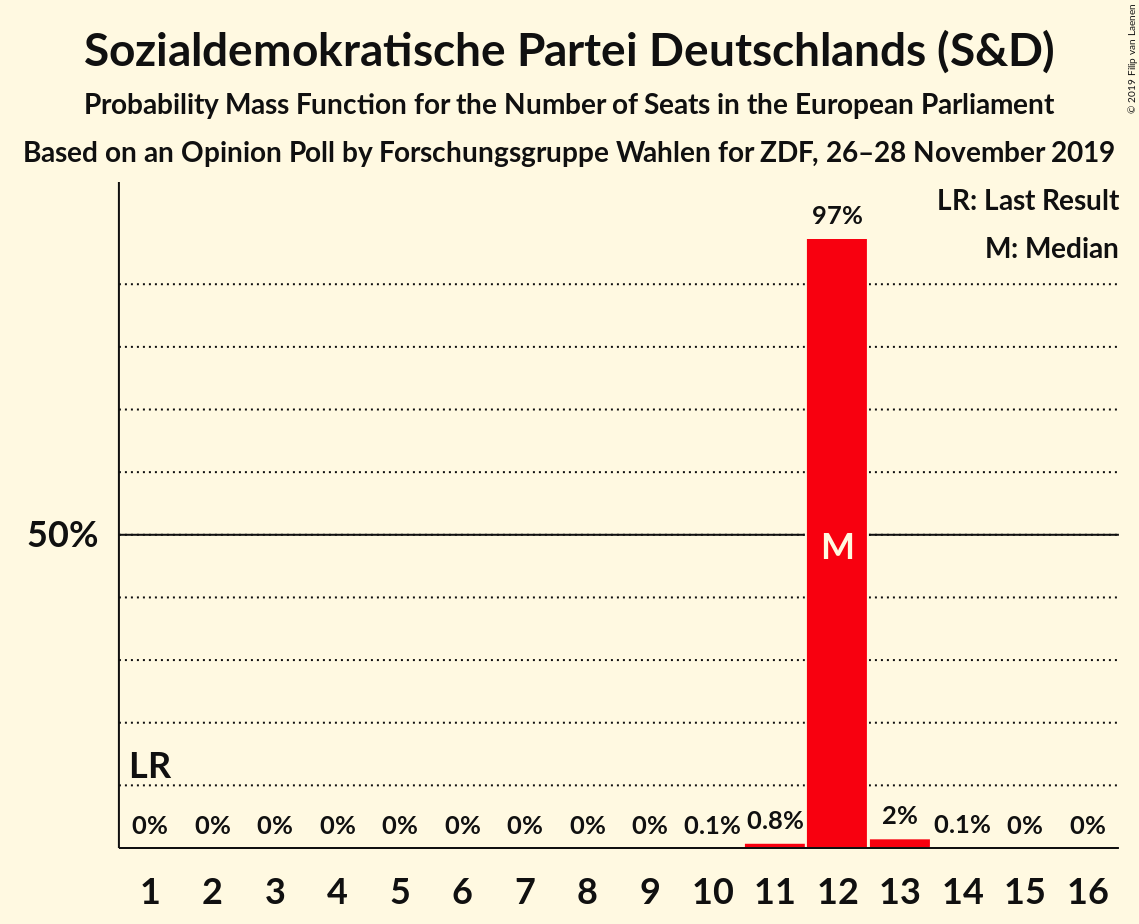 Sozialdemokratische Partei Deutschlands (S&D)
Probability Mass Function for the Number of Seats in the European Parliament
Based on an Opinion Poll by Forschungsgruppe Wahlen for ZDF, 26–28 November 2019
© 2019 Filip van Laenen
LR: Last Result
M: Median
97%
50%
M
LR
0% 0% 0% 0% 0% 0% 0% 0% 0% 0.1% 0.8% 2% 0.1% 0% 0%
1 2 3 4 5 6 7 8 9 10 11 12 13 14 15 16